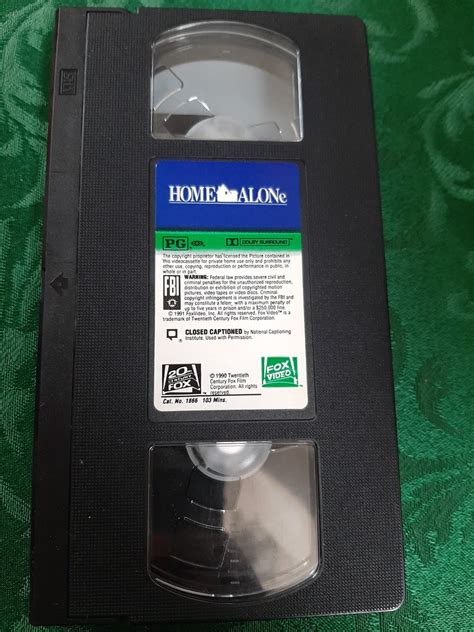 VHS
HOME ALONe
PG DOLBY SURROUND
The copyright proprietor has licensed the Picture contained in
this videocassette for private home use only and prohibits any
other use, copying, reproduction or performance in public, in
whole or in part.
FBI WARNING: Federal law provides severe civil and criminal
penalties for the unauthorized reproduction,
distribution or exhibition of copyrighted motion
pictures, video tapes or video discs. Criminal
copyright infringement is investigated by the FBI and
may constitute a felony with a maximum penalty of
up to five years in prison and/or a $250,000 fine.
© 1991 FoxVideo, Inc. All rights reserved. Fox Video™ is a
trademark of Twentieth Century Fox Film Corporation.
CLOSED CAPTIONED by National Captioning
Institute. Used with Permission.
20th CENTURY FOX
© 1990 Twentieth
Century Fox Film
Corporation. All rights
reserved.
FOX VIDEO
Cat. No. 1866 103 Mins.